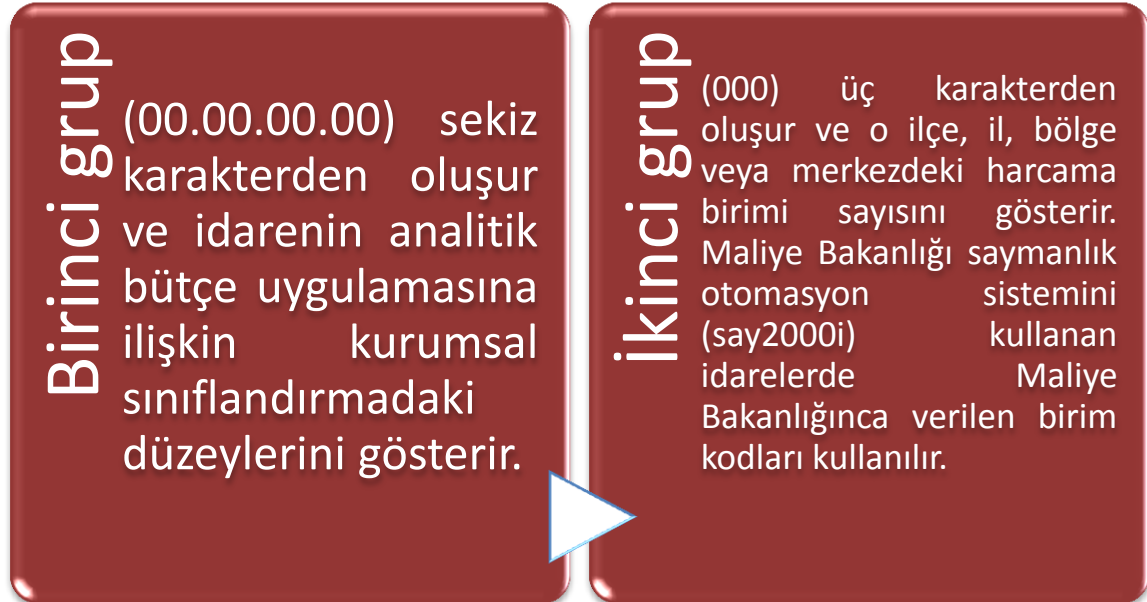 Birinci grup
(00.00.00.00) sekiz
karakterden oluşur
ve idarenin analitik
bütçe uygulamasına
ilişkin kurumsal
sınıflandırmadaki
düzeylerini gösterir.
İkinci grup
(000) üç karakterden
oluşur ve o ilçe, il, bölge
veya merkezdeki harcama
birimi sayısını gösterir.
Maliye Bakanlığı saymanlık
otomasyon sistemini
(say2000i) kullanan
idarelerde Maliye
Bakanlığınca verilen birim
kodları kullanılır.